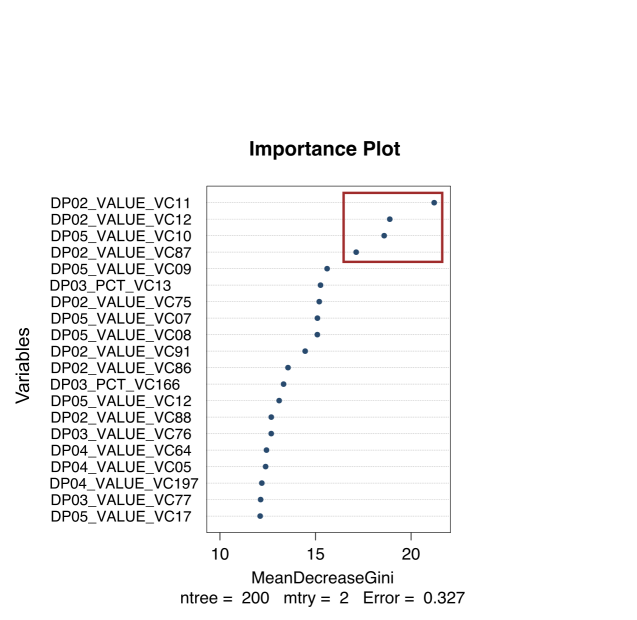 Importance Plot
DP02_VALUE_VC11
DP02_VALUE_VC12
DP05_VALUE_VC10
DP02_VALUE_VC87
DP05_VALUE_VC09
DP03_PCT_VC13
DP02_VALUE_VC75
DP05_VALUE_VC07
DP05_VALUE_VC08
DP02_VALUE_VC91
DP02_VALUE_VC86
DP03_PCT_VC166
DP05_VALUE_VC12
DP02_VALUE_VC88
DP03_VALUE_VC76
DP04_VALUE_VC64
DP04_VALUE_VC05
DP04_VALUE_VC197
DP03_VALUE_VC77
DP05_VALUE_VC17
Variables
10 15 20
MeanDecreaseGini
ntree = 200 mtry = 2 Error = 0.327